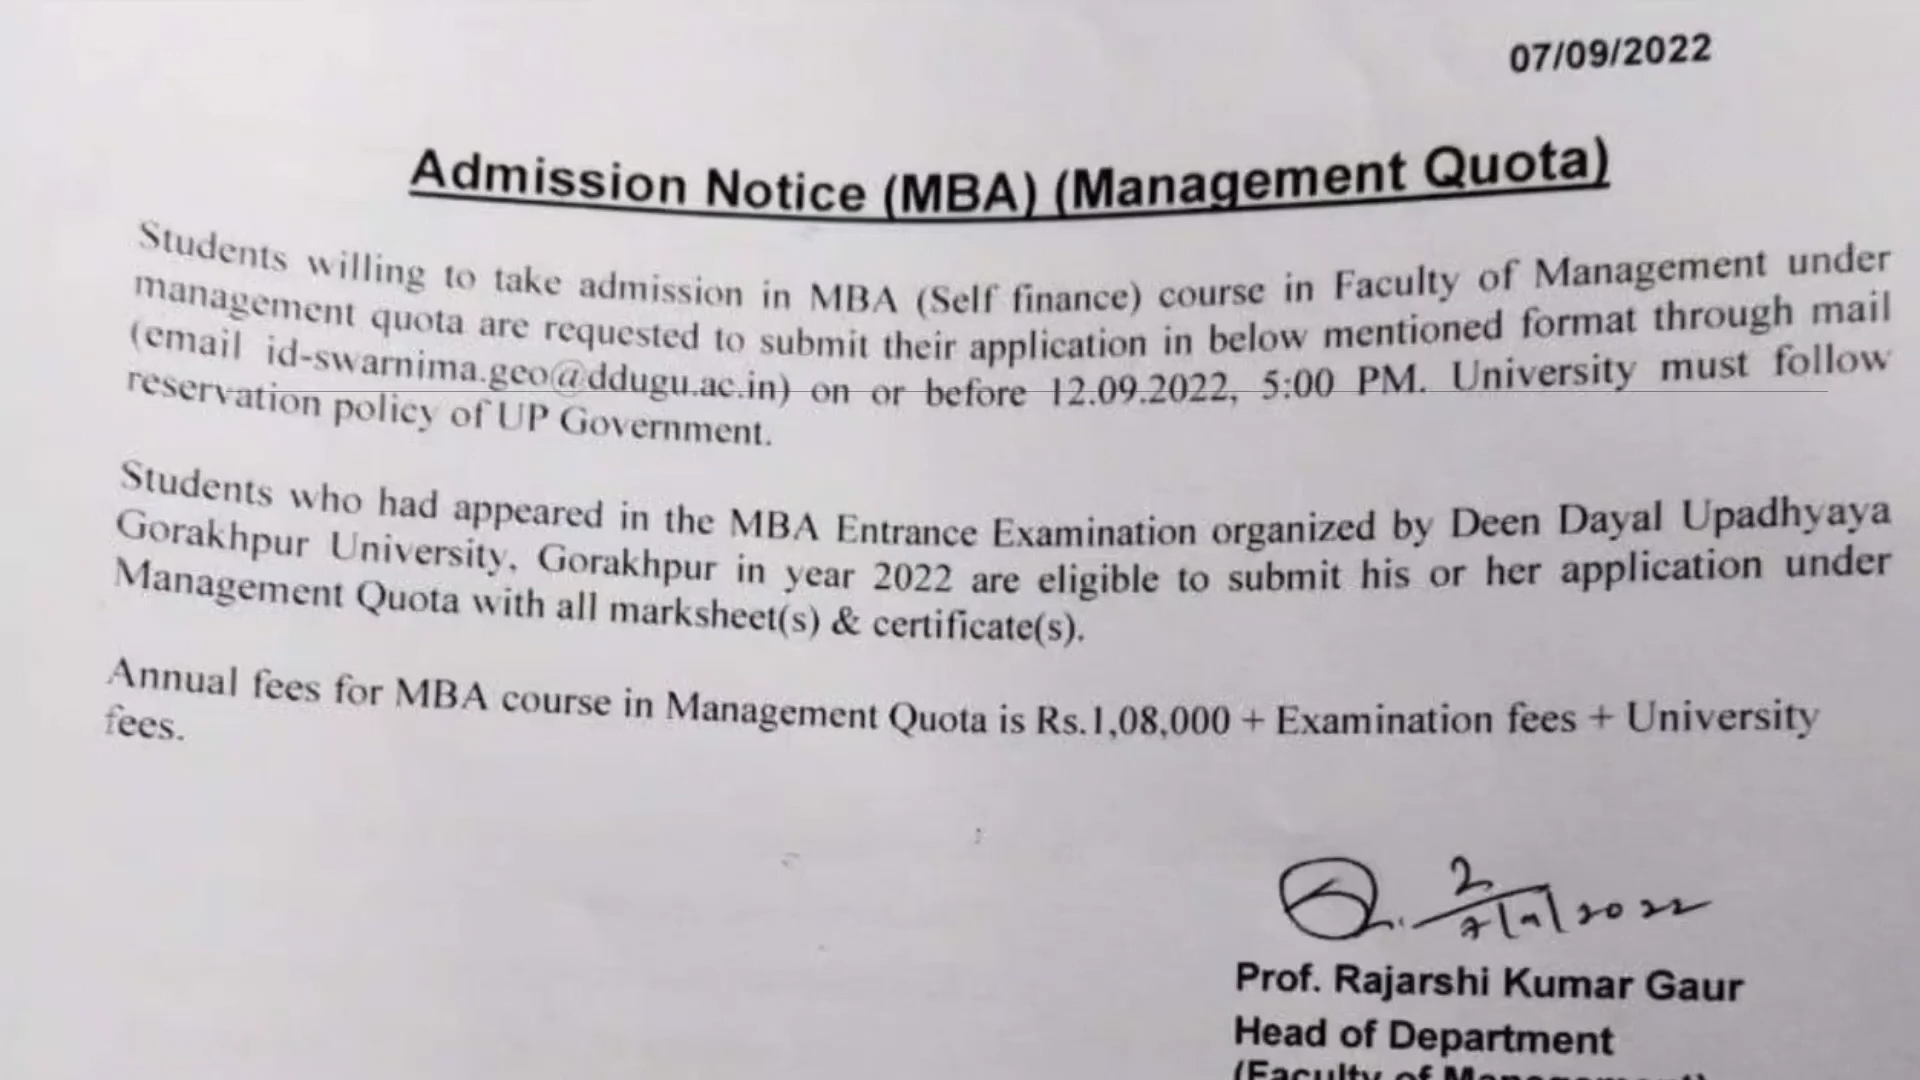 07/09/2022
Admission Notice (MBA) (Management Quota)
Students willing to take admission in MBA (Self finance) course in Faculty of Management under
management quota are requested to submit their application in below mentioned format through mail
(email id-swarnima.geo@ddugu.ac.in) on or before 12.09.2022, 5:00 PM. University must follow
reservation policy of UP Government.
Students who had appeared in the MBA Entrance Examination organized by Deen Dayal Upadhyaya
Gorakhpur University, Gorakhpur in year 2022 are eligible to submit his or her application under
Management Quota with all marksheet(s) & certificate(s).
Annual fees for MBA course in Management Quota is Rs.1,08,000 + Examination fees + University
fees.
2022
Prof. Rajarshi Kumar Gaur
Head of Department
(Faculty of Management)